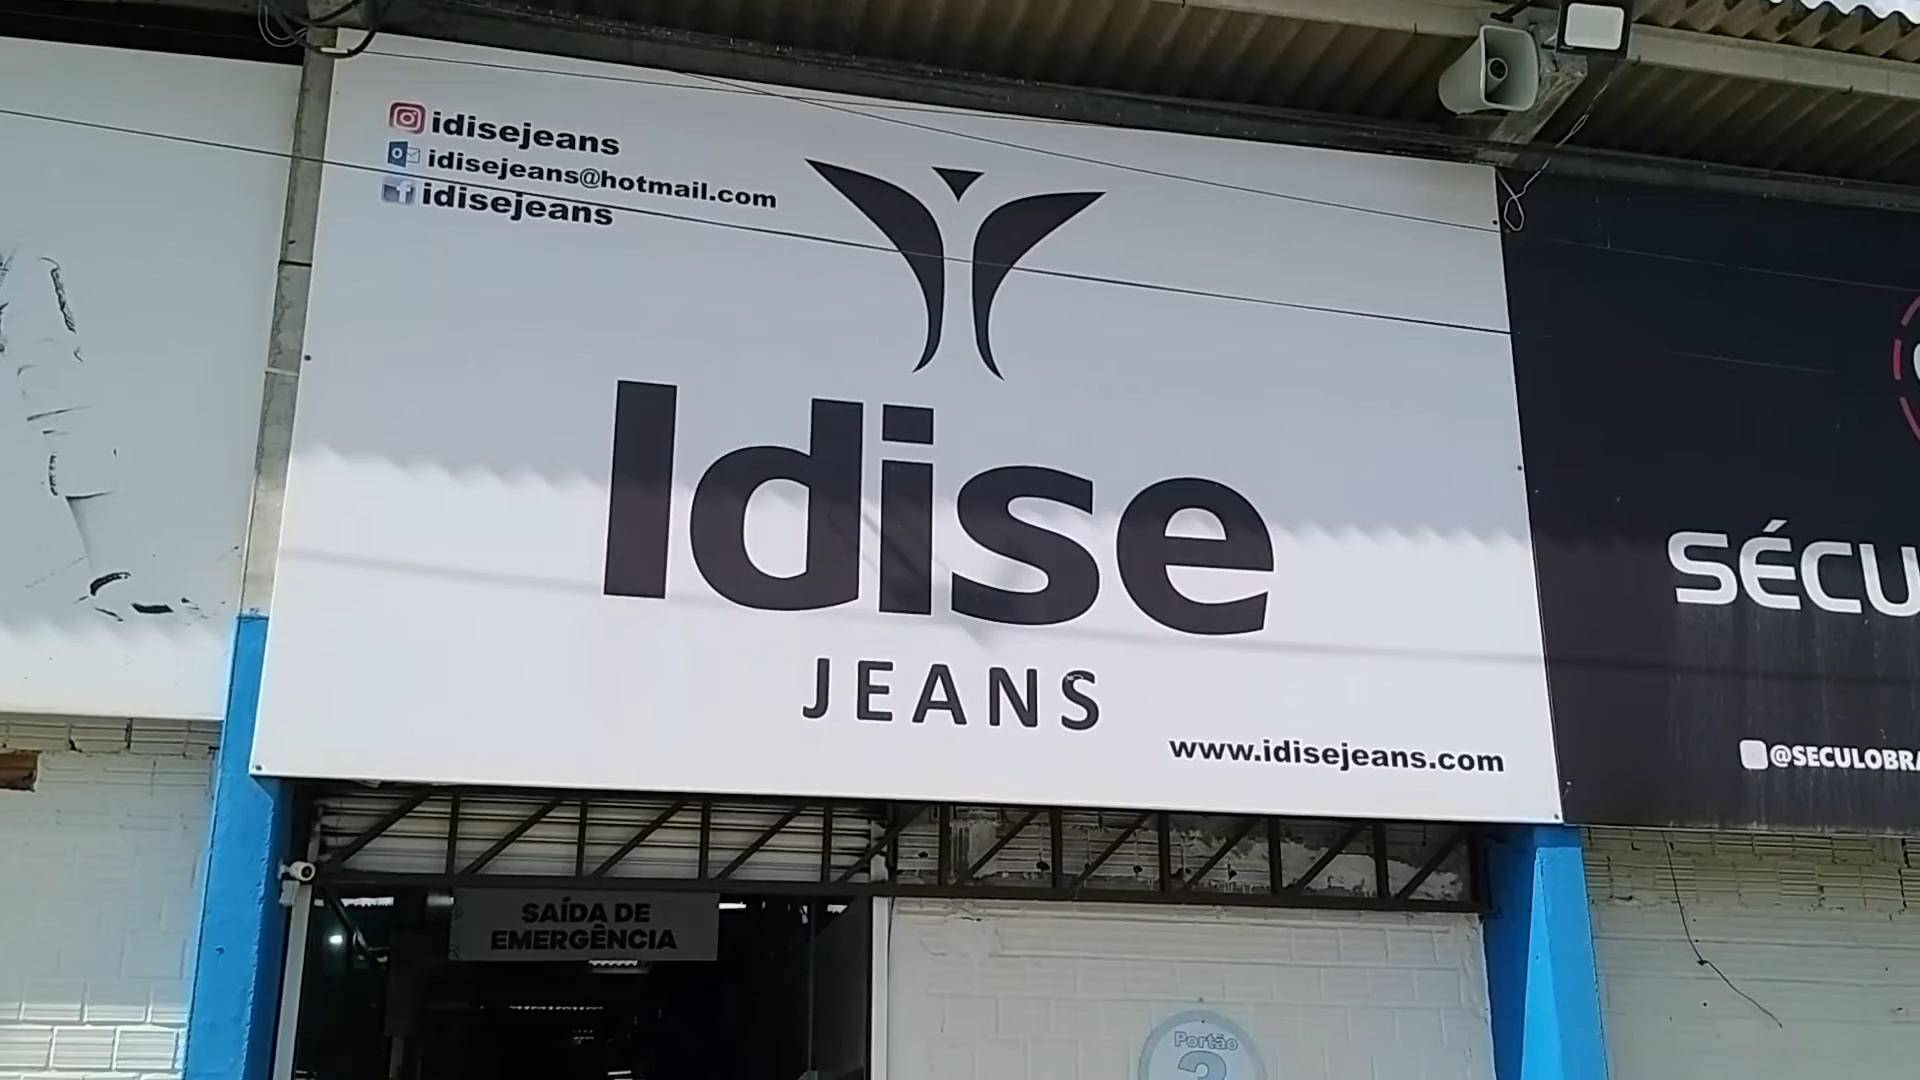 idisejeans
idisejeans@hotmail.com
idisejeans
Idise
JEANS
www.idisejeans.com
SÉCU
@SECULOBRA
SAÍDA DE
EMERGÊNCIA
Portão